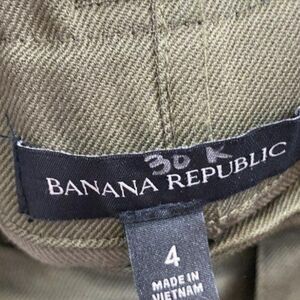 30 K
BANANA REPUBLIC
4
MADE IN
VIETNAM